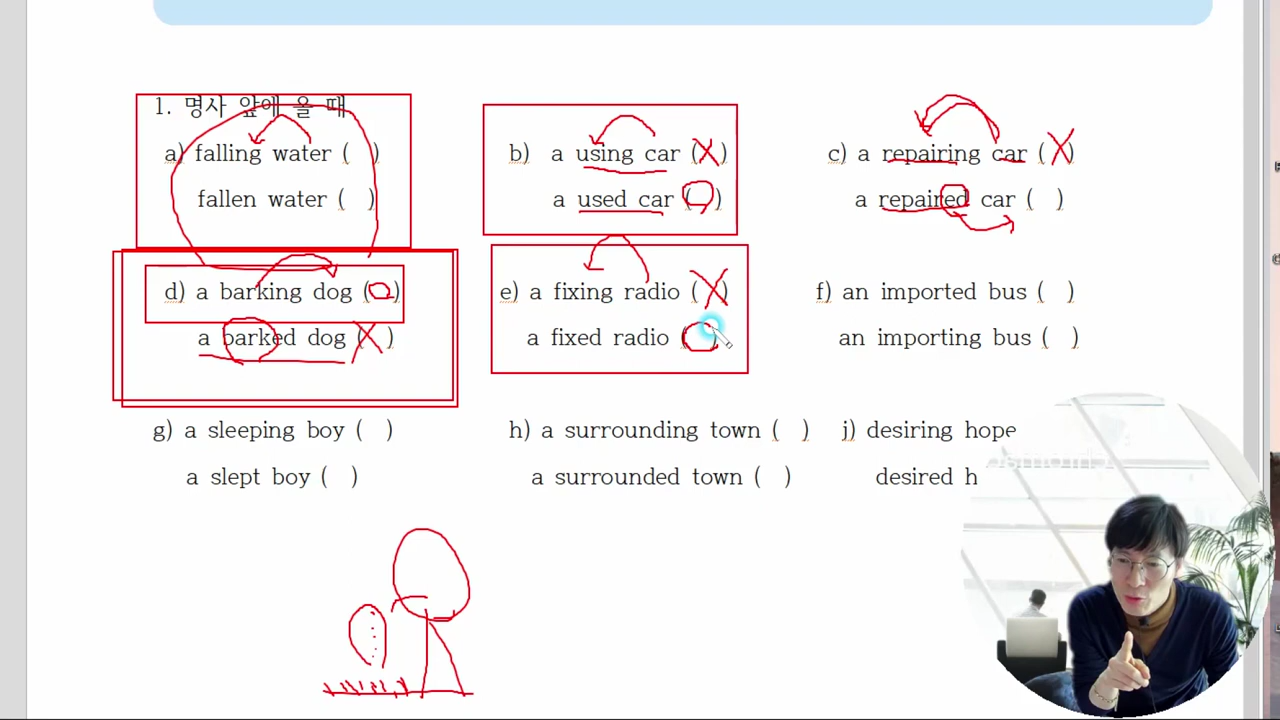 1. 명사 앞에 올 때
a) falling water ( )
fallen water ( )
b) a using car (X)
a used car (O)
c) a repairing car (X)
a repaired car ( )
d) a barking dog (O)
a barked dog (X)
e) a fixing radio (X)
a fixed radio (O)
f) an imported bus ( )
an importing bus ( )
g) a sleeping boy ( )
a slept boy ( )
h) a surrounding town ( )
a surrounded town ( )
j) desiring hope
desired h